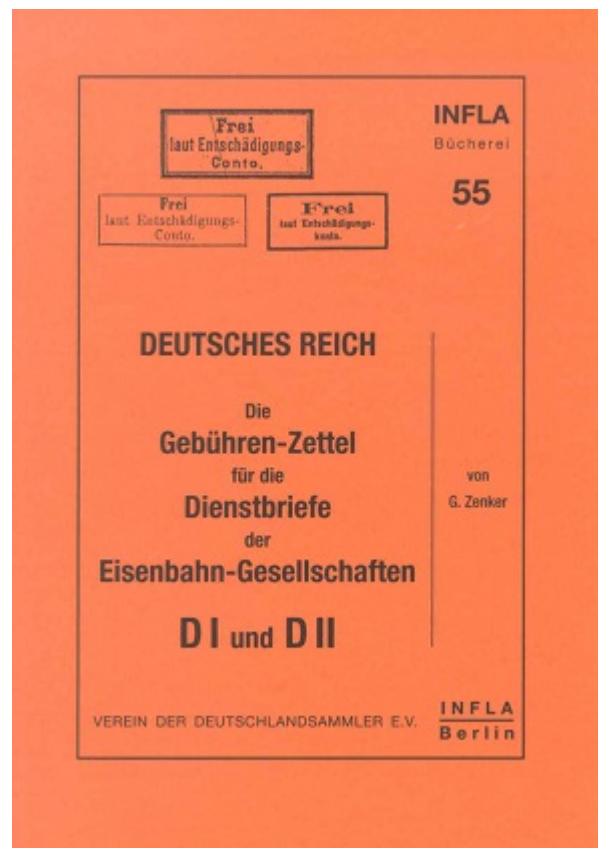 Frei
laut Entschädigungs-
Conto.
INFLA
Bücherei
55
Frei
laut Entschädigungs-
Conto.
Frei
laut Entschädigungs-
konto.
DEUTSCHES REICH
Die
Gebühren-Zettel
für die
Dienstbriefe
der
Eisenbahn-Gesellschaften
D I und D II
von
G. Zenker
VEREIN DER DEUTSCHLANDSAMMLER E.V.
INFLA
Berlin